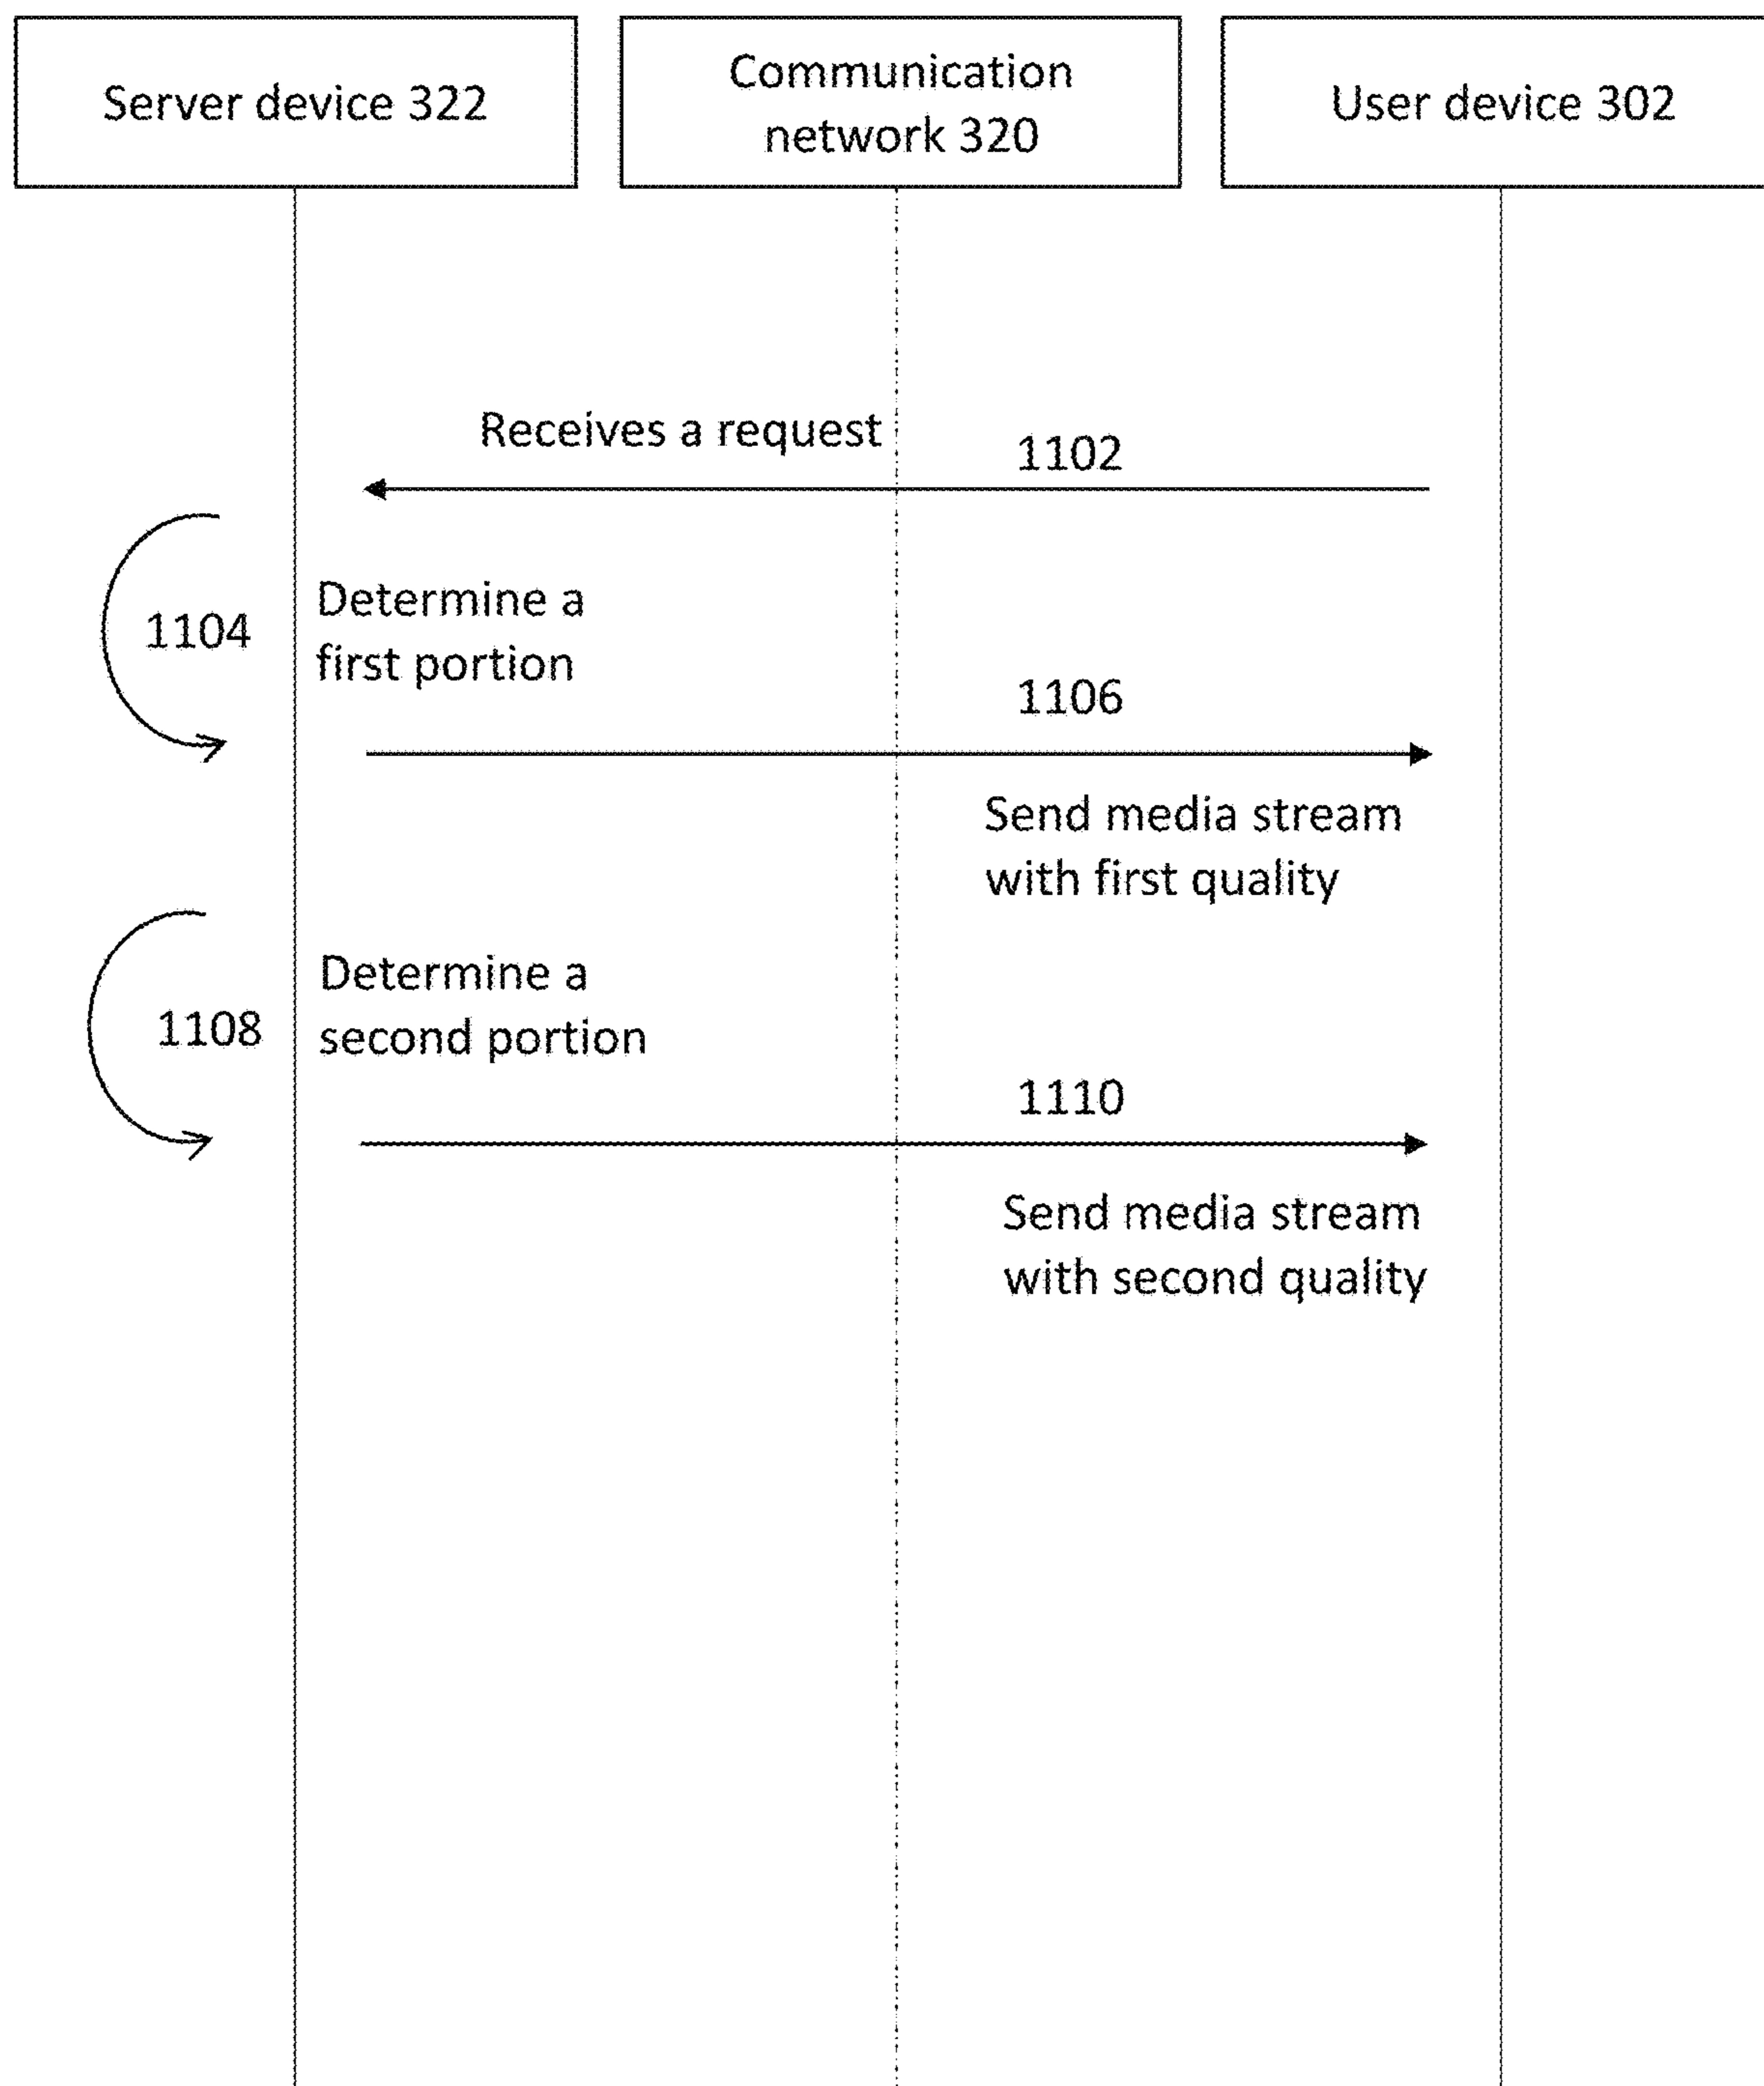 Server device 322
Communication
network 320
User device 302
Receives a request
1102
1104
Determine a
first portion
1106
Send media stream
with first quality
1108
Determine a
second portion
1110
Send media stream
with second quality